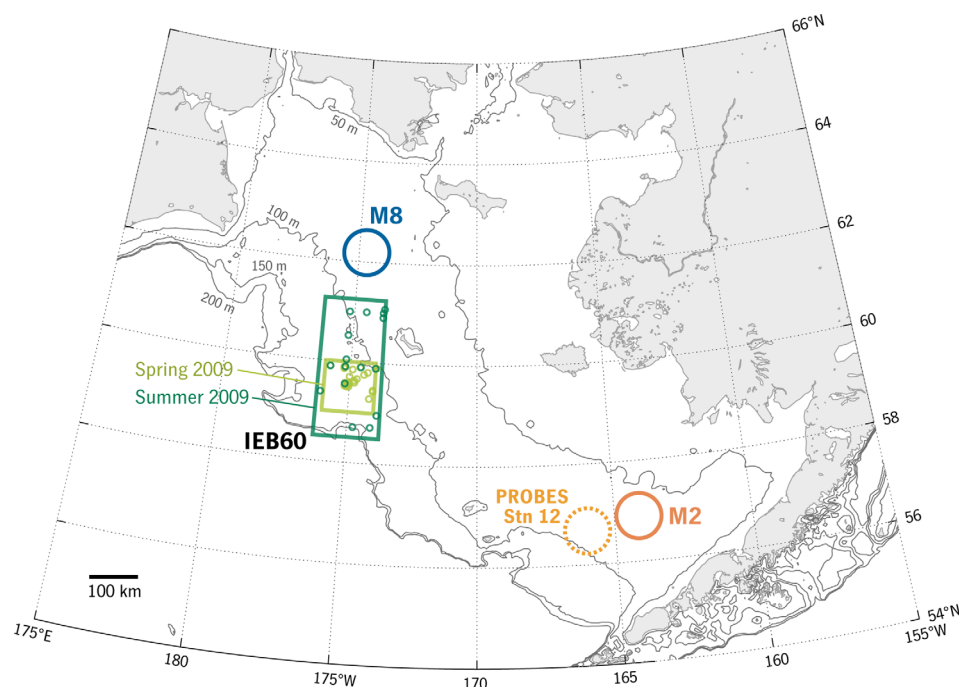 66°N
64
50 m
62
M8
100 m
150 m
200 m
60
Spring 2009
Summer 2009
IEB60
58
PROBES
Stn 12
M2
56
100 km
54°N
175°E
155°W
180
160
175°W
165
170